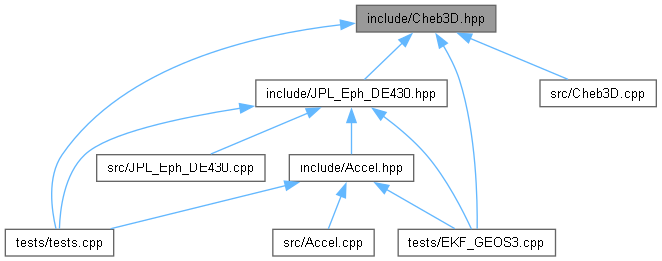 include/Cheb3D.hpp
include/JPL_Eph_DE430.hpp
src/Cheb3D.cpp
src/JPL_Eph_DE430.cpp
include/Accel.hpp
tests/tests.cpp
src/Accel.cpp
tests/EKF_GEOS3.cpp